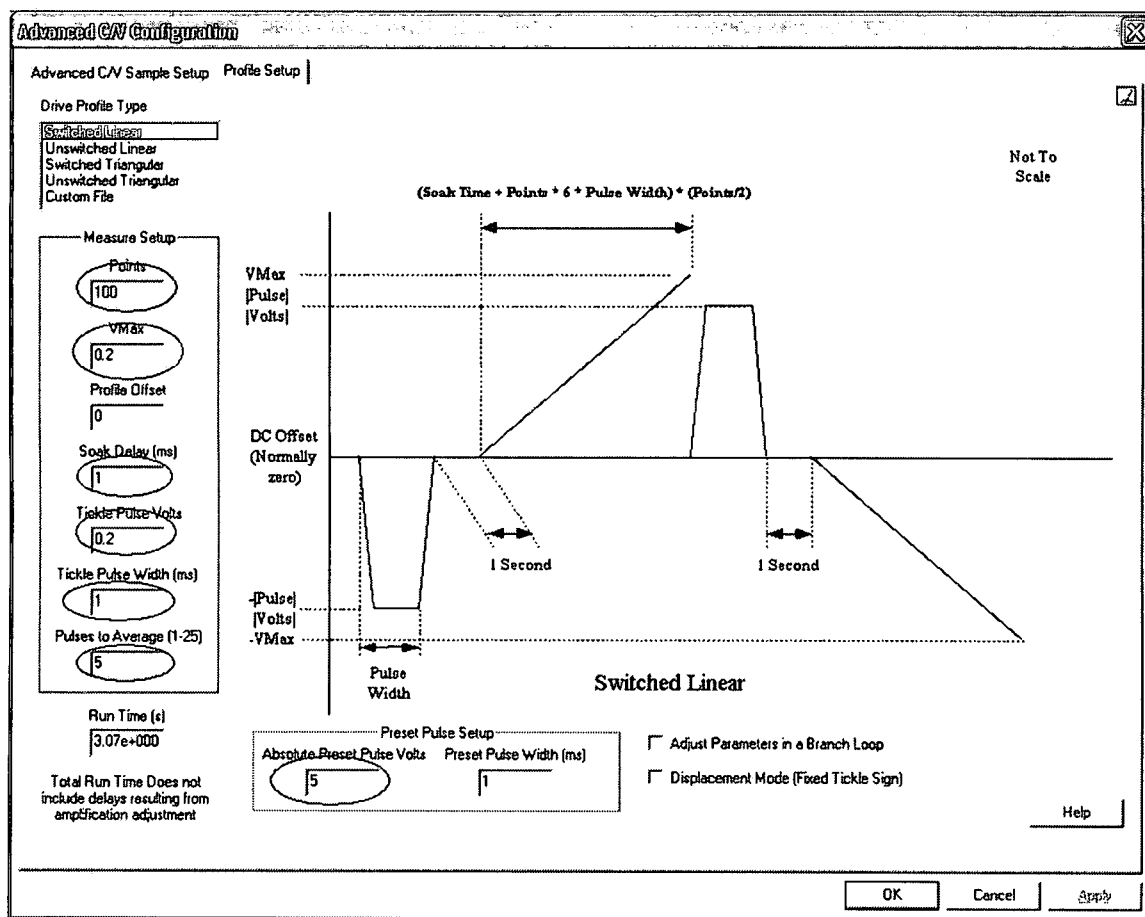 Advanced C/V Configuration
Advanced C/V Sample Setup
Profile Setup
Drive Profile Type
Switched Linear
Unswitched Linear
Switched Triangular
Unswitched Triangular
Custom File
Not To
Scale
(Soak Time + Points * 6 * Pulse Width) * (Points/2)
Measure Setup
Points
100
VMax
0.2
Profile Offset
0
Soak Delay (ms)
1
Tickle Pulse Volts
0.2
Tickle Pulse Width (ms)
1
Pulses to Average (1-25)
5
Run Time (s)
3.07e+000
Total Run Time Does not
include delays resulting from
amplification adjustment
VMax
|Pulse|
|Volts|
DC Offset
(Normally
zero)
1 Second
1 Second
-|Pulse|
|Volts|
-VMax
Pulse
Width
Switched Linear
Preset Pulse Setup
Absolute Preset Pulse Volts
5
Preset Pulse Width (ms)
1
Adjust Parameters in a Branch Loop
Displacement Mode (Fixed Tickle Sign)
Help
OK
Cancel
Apply